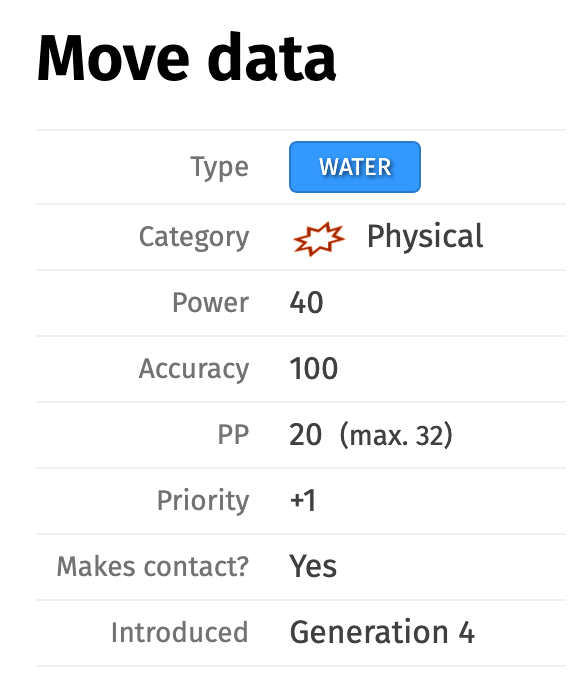 Move data
Type WATER
Category Physical
Power 40
Accuracy 100
PP 20 (max. 32)
Priority +1
Makes contact? Yes
Introduced Generation 4